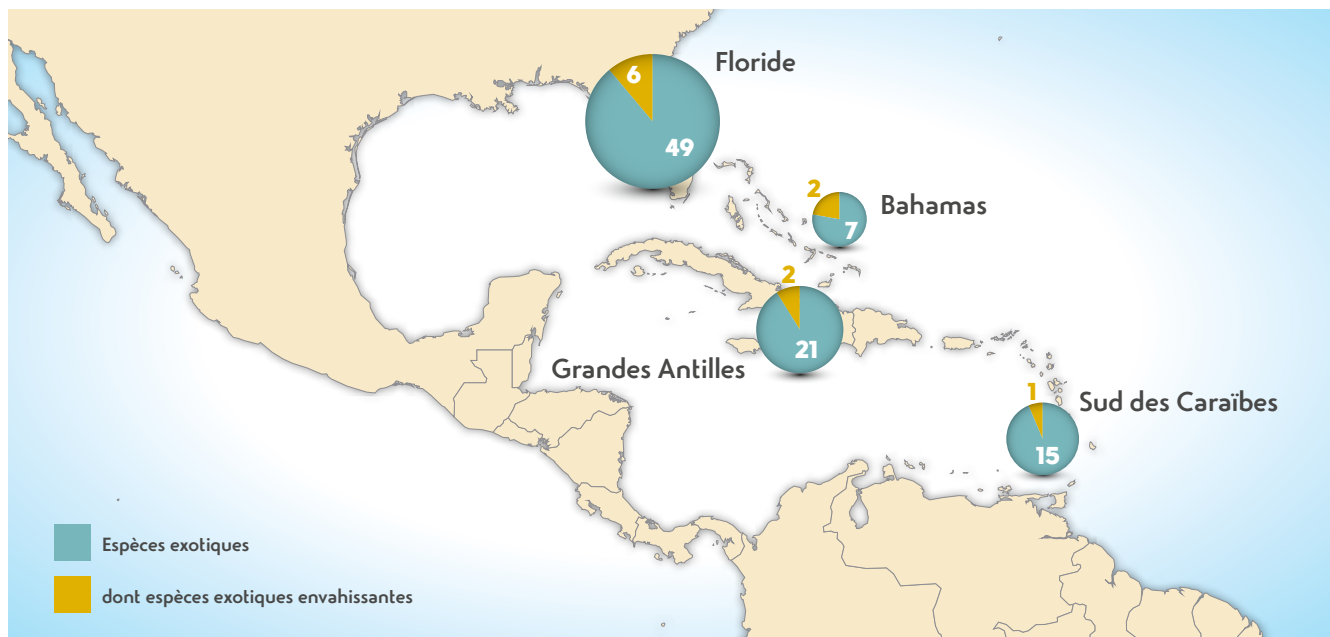 Floride
6
49
2
Bahamas
7
2
21
Grandes Antilles
1
Sud des Caraïbes
15
Espèces exotiques
dont espèces exotiques envahissantes